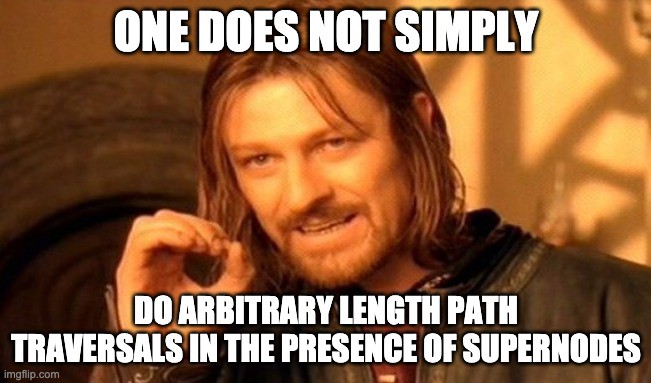 ONE DOES NOT SIMPLY
DO ARBITRARY LENGTH PATH
TRAVERSALS IN THE PRESENCE OF SUPERNODES
imgflip.com